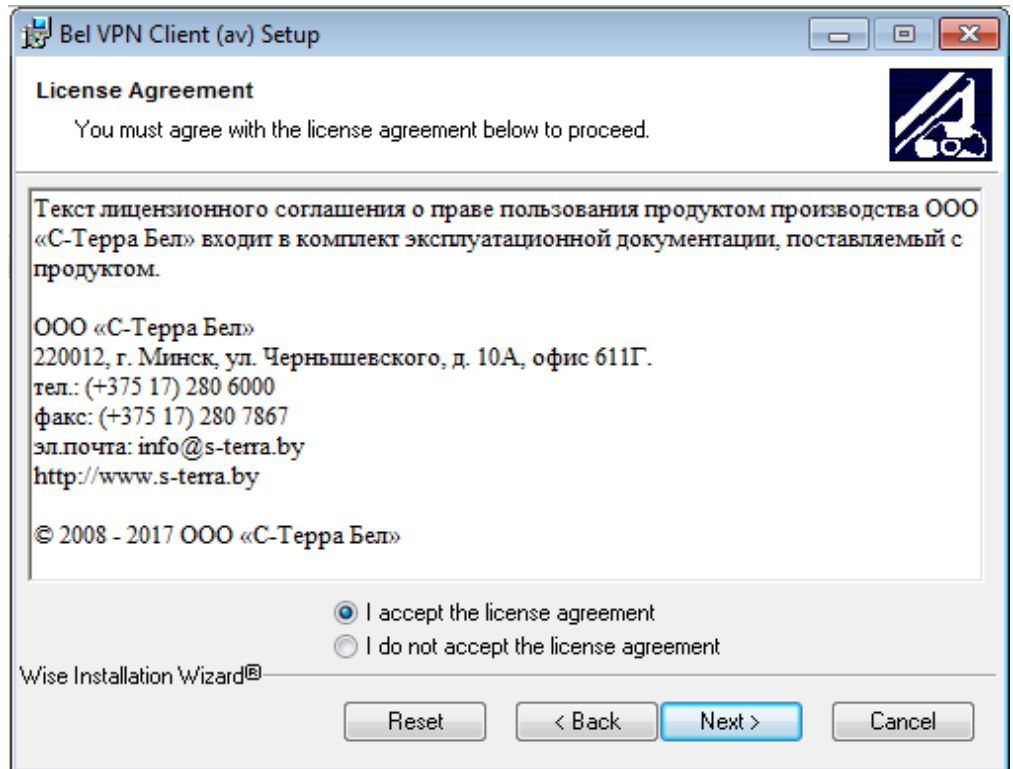 Bel VPN Client (av) Setup
License Agreement
You must agree with the license agreement below to proceed.
Текст лицензионного соглашения о праве пользования продуктом производства ООО
«С-Терра Бел» входит в комплект эксплуатационной документации, поставляемый с
продуктом.
ООО «С-Терра Бел»
220012, г. Минск, ул. Чернышевского, д. 10А, офис 611Г.
тел.: (+375 17) 280 6000
факс: (+375 17) 280 7867
эл.почта: info@s-terra.by
http://www.s-terra.by
© 2008 - 2017 ООО «С-Терра Бел»
I accept the license agreement
I do not accept the license agreement
Wise Installation Wizard®
Reset < Back Next > Cancel